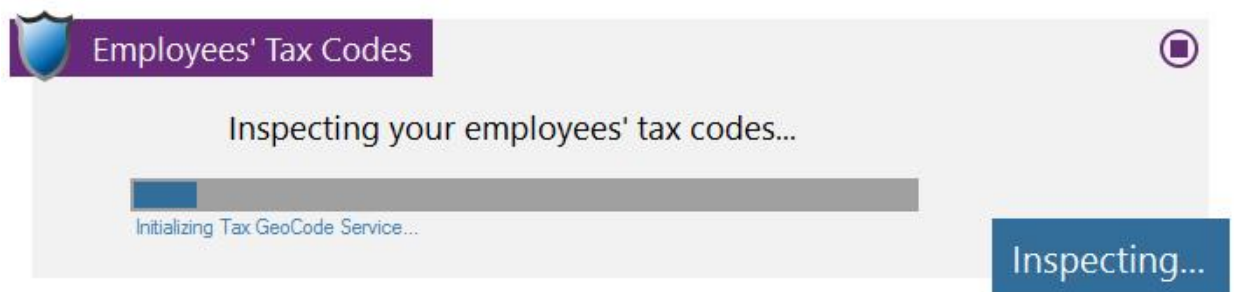 Employees' Tax Codes
Inspecting your employees' tax codes...
Initializing Tax GeoCode Service...
Inspecting...